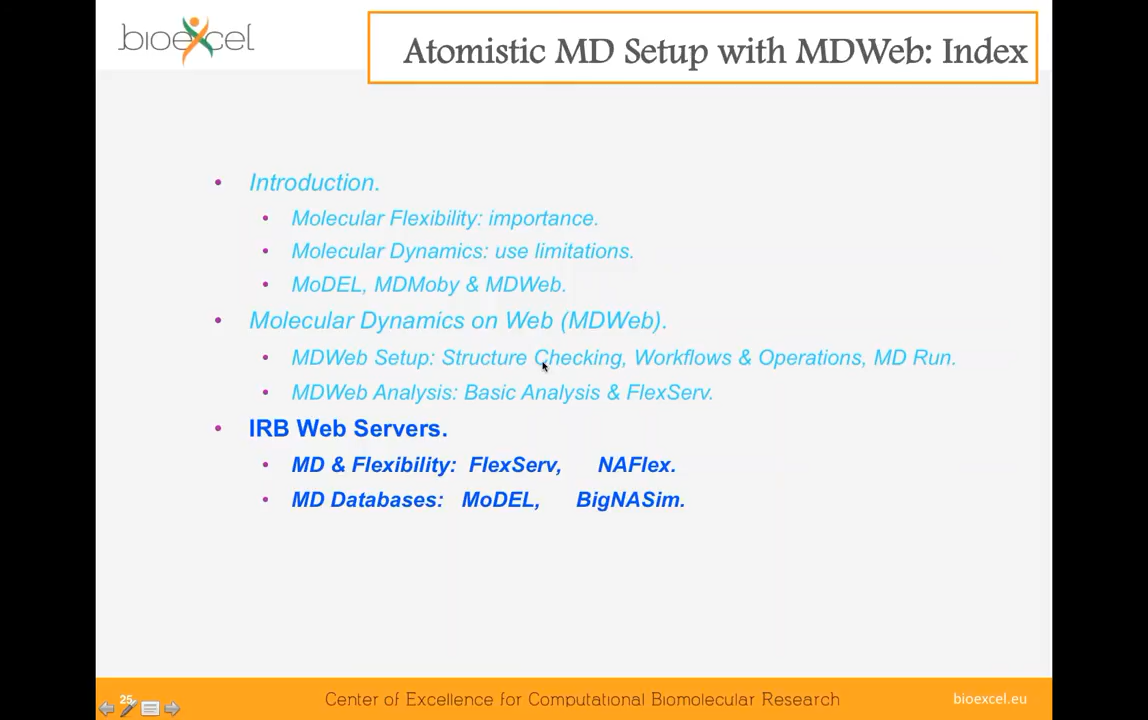 bioexcel
Atomistic MD Setup with MDWeb: Index
• Introduction.
• Molecular Flexibility: importance.
• Molecular Dynamics: use limitations.
• MoDEL, MDMoby & MDWeb.
• Molecular Dynamics on Web (MDWeb).
• MDWeb Setup: Structure Checking, Workflows & Operations, MD Run.
• MDWeb Analysis: Basic Analysis & FlexServ.
• IRB Web Servers.
• MD & Flexibility: FlexServ, NAFlex.
• MD Databases: MoDEL, BigNASim.
25
Center of Excellence for Computational Biomolecular Research
bioexcel.eu